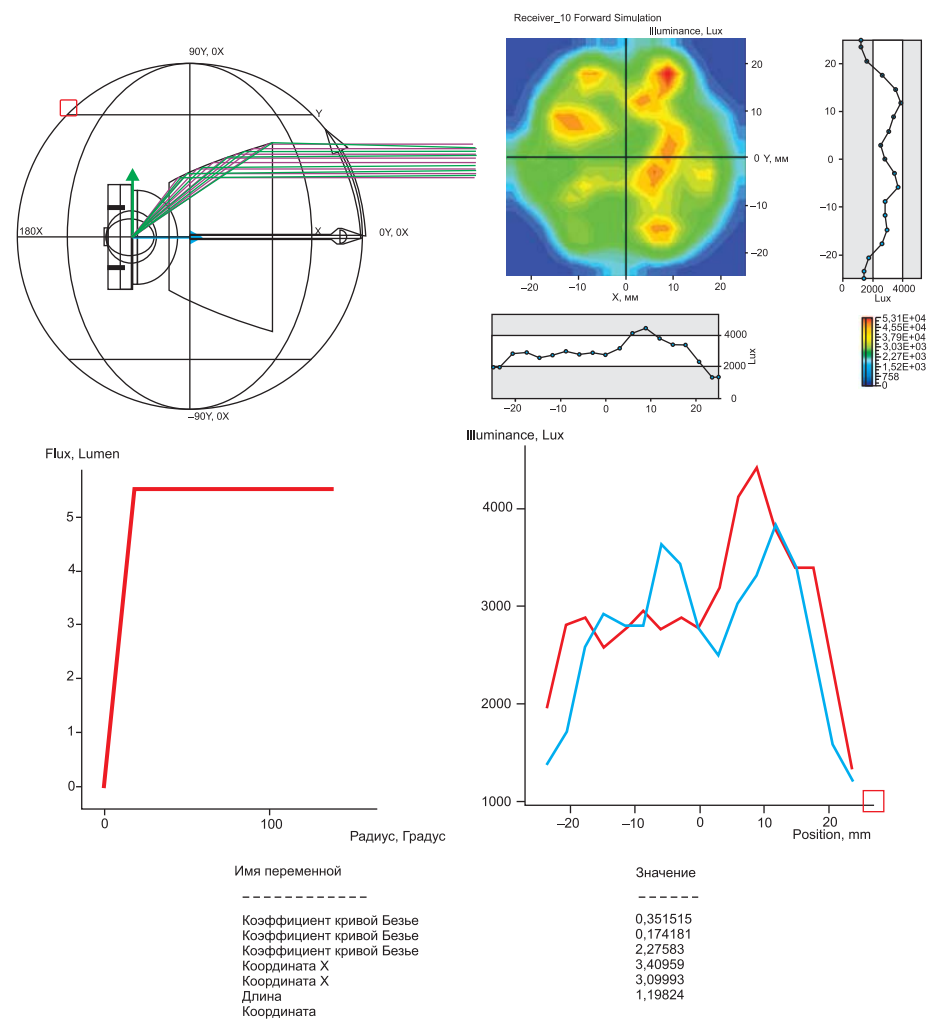 90Y, 0X
Y
180X
X
0Y, 0X
–90Y, 0X
Receiver_10 Forward Simulation
Illuminance, Lux
20
10
0 Y, мм
–10
–20
–20
–10
0
10
20
X, мм
20
10
0
–10
–20
0
2000
4000
Lux
4000
2000
0
Lux
–20
–10
0
10
20
5,31E+04
4,55E+04
3,79E+04
3,03E+03
2,27E+03
1,52E+03
758
0
Flux, Lumen
5
4
3
2
1
0
0
100
Радиус, Градус
Illuminance, Lux
4000
3000
2000
1000
–20
–10
0
10
20
Position, mm
Имя переменной
Значение
– – – – – – – – – – – –
– – – – – –
Коэффициент кривой Безье
0,351515
Коэффициент кривой Безье
0,174181
Коэффициент кривой Безье
2,27583
Координата X
3,40959
Координата X
3,09993
Длина
1,19824
Координата